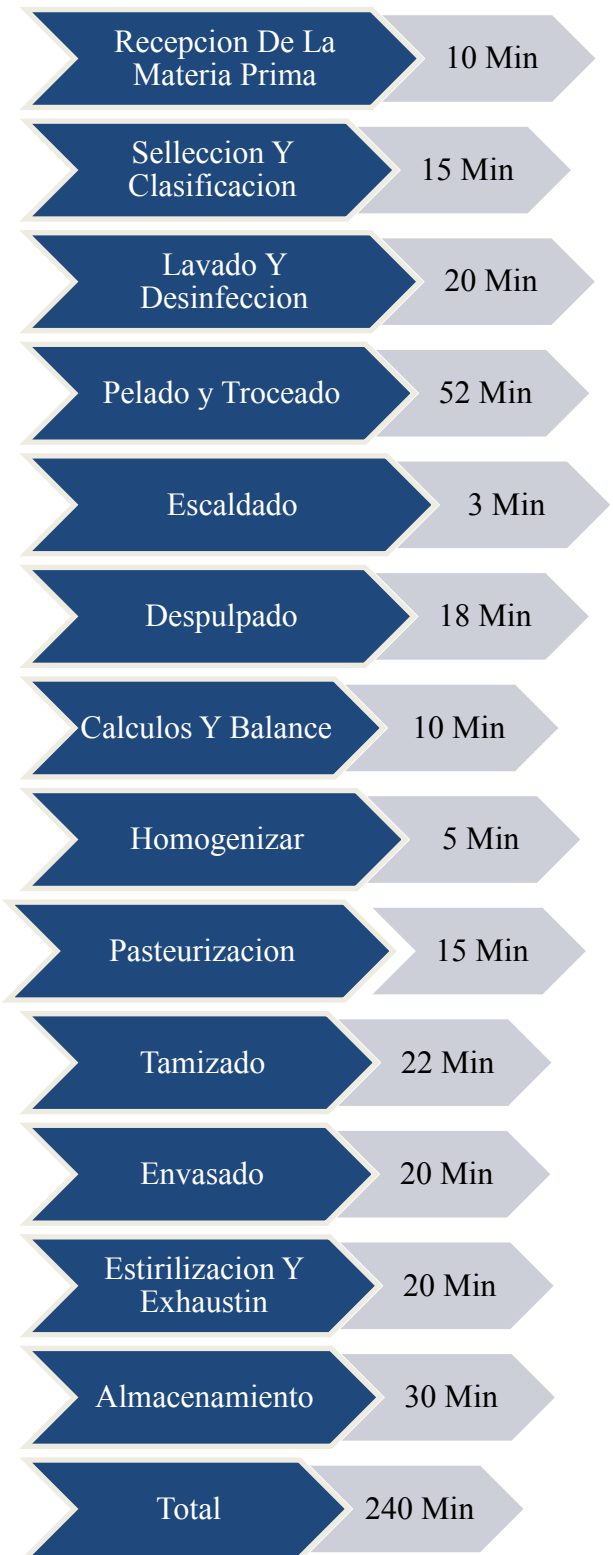 Recepcion De La
Materia Prima
10 Min
Selleccion Y
Clasificacion
15 Min
Lavado Y
Desinfeccion
20 Min
Pelado y Troceado
52 Min
Escaldado
3 Min
Despulpado
18 Min
Calculos Y Balance
10 Min
Homogenizar
5 Min
Pasteurizacion
15 Min
Tamizado
22 Min
Envasado
20 Min
Estirilizacion Y
Exhaustin
20 Min
Almacenamiento
30 Min
Total
240 Min